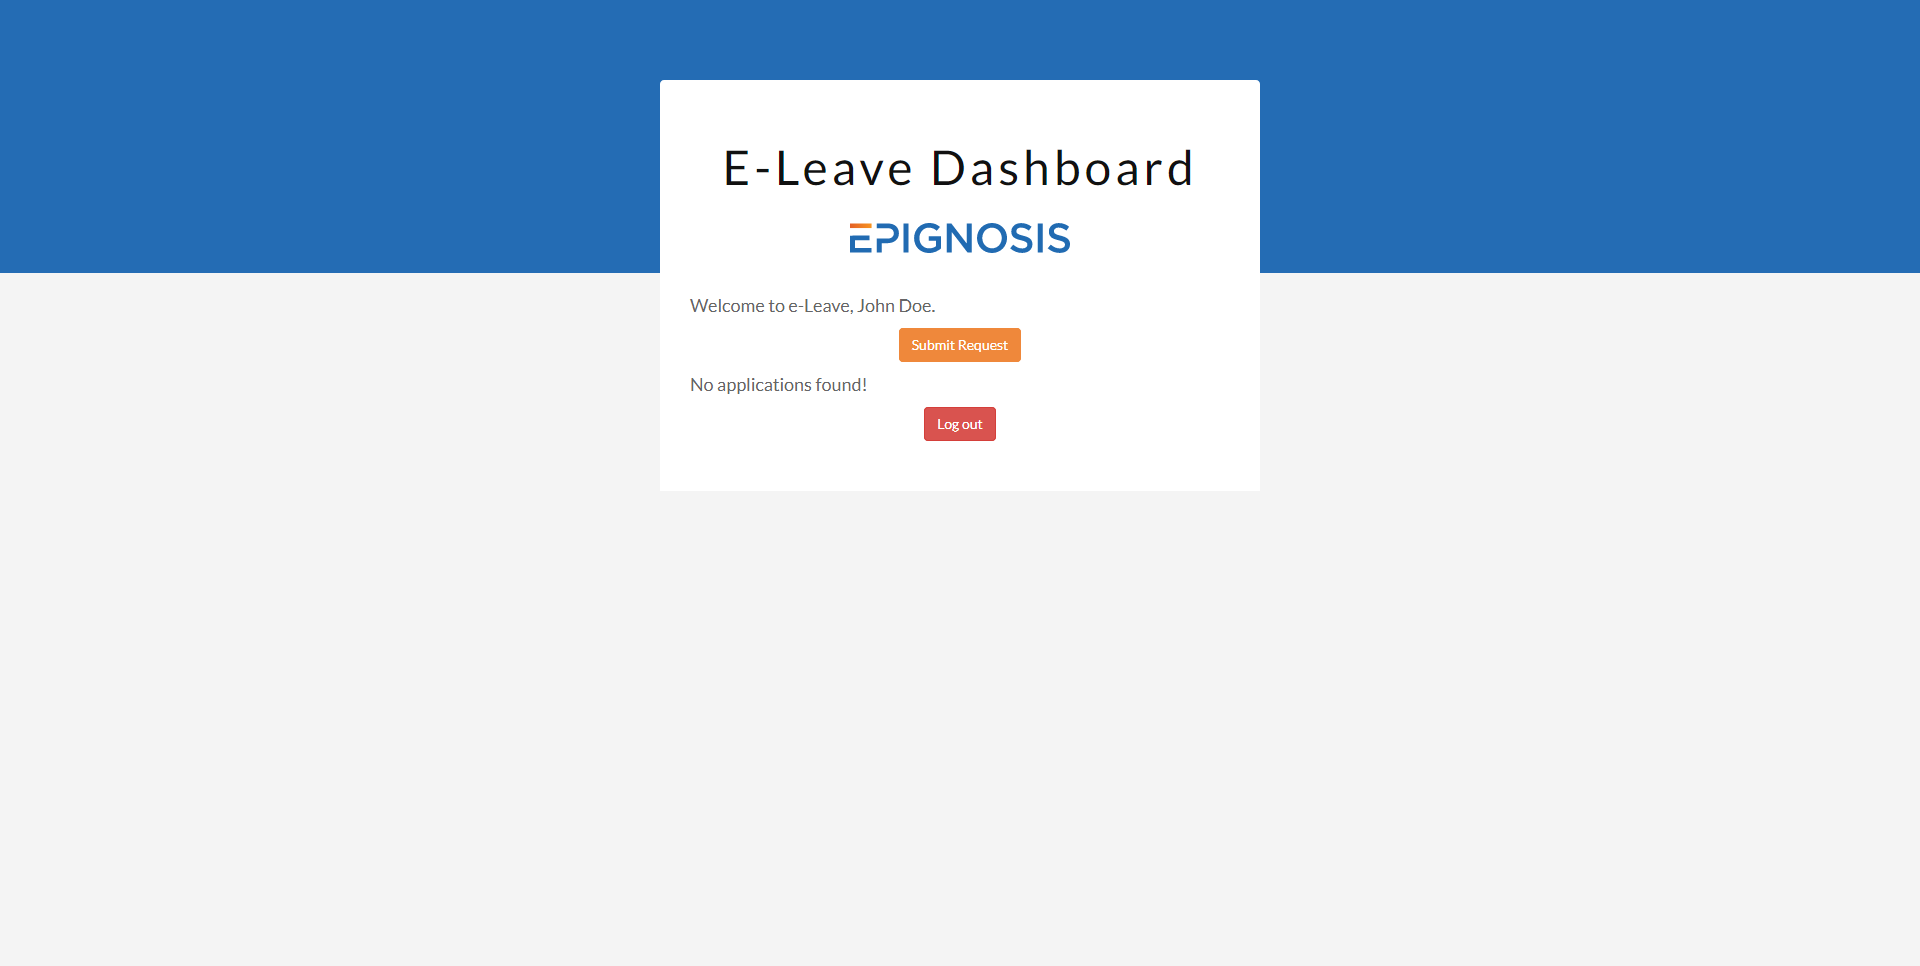 E-Leave Dashboard
EPIGNOSIS
Welcome to e-Leave, John Doe.
Submit Request
No applications found!
Log out